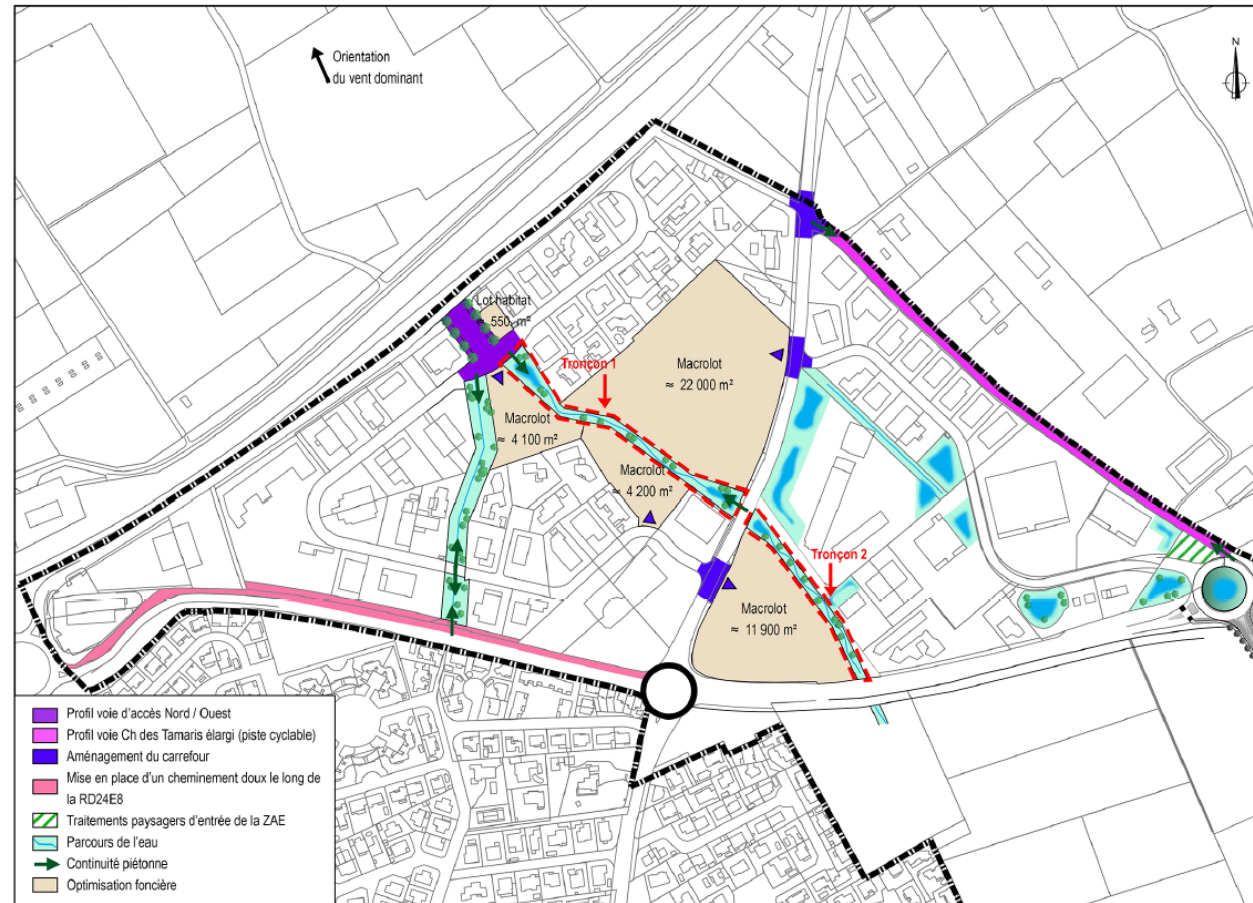 Orientation
du vent dominant
N
Lot habitat
≈ 550 m²
Tronçon 1
Macrolot
≈ 22 000 m²
Macrolot
≈ 4 100 m²
Macrolot
≈ 4 200 m²
Tronçon 2
Macrolot
≈ 11 900 m²
Profil voie d'accès Nord / Ouest
Profil voie Ch des Tamaris élargi (piste cyclable)
Aménagement du carrefour
Mise en place d'un cheminement doux le long de
la RD24E8
Traitements paysagers d'entrée de la ZAE
Parcours de l'eau
Continuité piétonne
Optimisation foncière